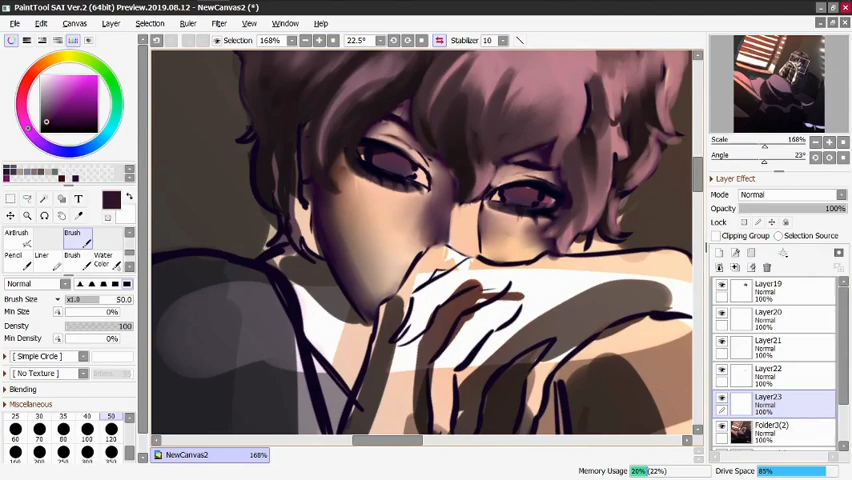 PaintTool SAI Ver.2 (64bit) Preview.2019.08.12 - NewCanvas2 (*)
File Edit Canvas Layer Selection Ruler Filter View Window Help
Selection 168% 22.5° Stabilizer 10
AirBrush Brush
Pencil Liner Brush Water Color
Normal
Brush Size x1.0 50.0
Min Size 0%
Density 100
Min Density 0%
[ Simple Circle ]
[ No Texture ]
Blending
Miscellaneous
25 30 35 40 50
60 70 80 100 120
Scale 168%
Angle 23°
Layer Effect
Mode Normal
Opacity 100%
Lock
Clipping Group Selection Source
Layer19
Normal
100%
Layer20
Normal
100%
Layer21
Normal
100%
Layer22
Normal
100%
Layer23
Normal
100%
Folder3(2)
Normal
100%
NewCanvas2 168%
Memory Usage 20% (22%) Drive Space 85%